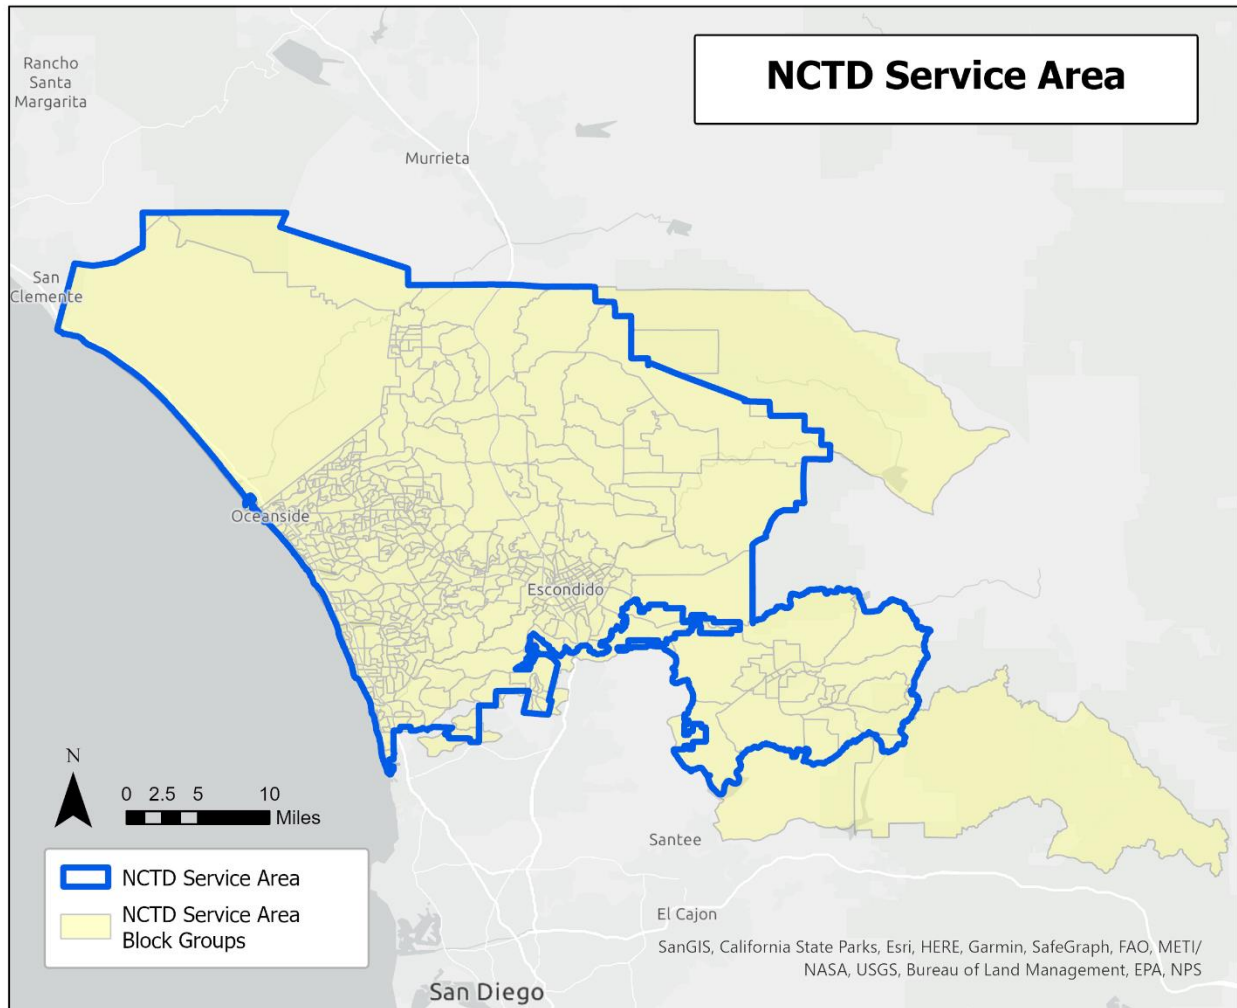 NCTD Service Area
Rancho
Santa
Margarita
Murrieta
San
Clemente
Oceanside
Escondido
N
0 2.5 5 10
Miles
Santee
NCTD Service Area
NCTD Service Area
Block Groups
El Cajon
SanGIS, California State Parks, Esri, HERE, Garmin, SafeGraph, FAO, METI/
NASA, USGS, Bureau of Land Management, EPA, NPS
San Diego